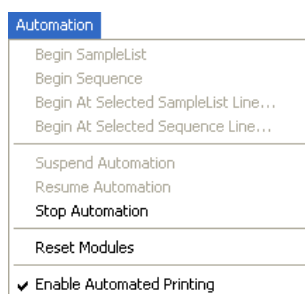 Automation
Begin SampleList
Begin Sequence
Begin At Selected SampleList Line...
Begin At Selected Sequence Line...
Suspend Automation
Resume Automation
Stop Automation
Reset Modules
Enable Automated Printing